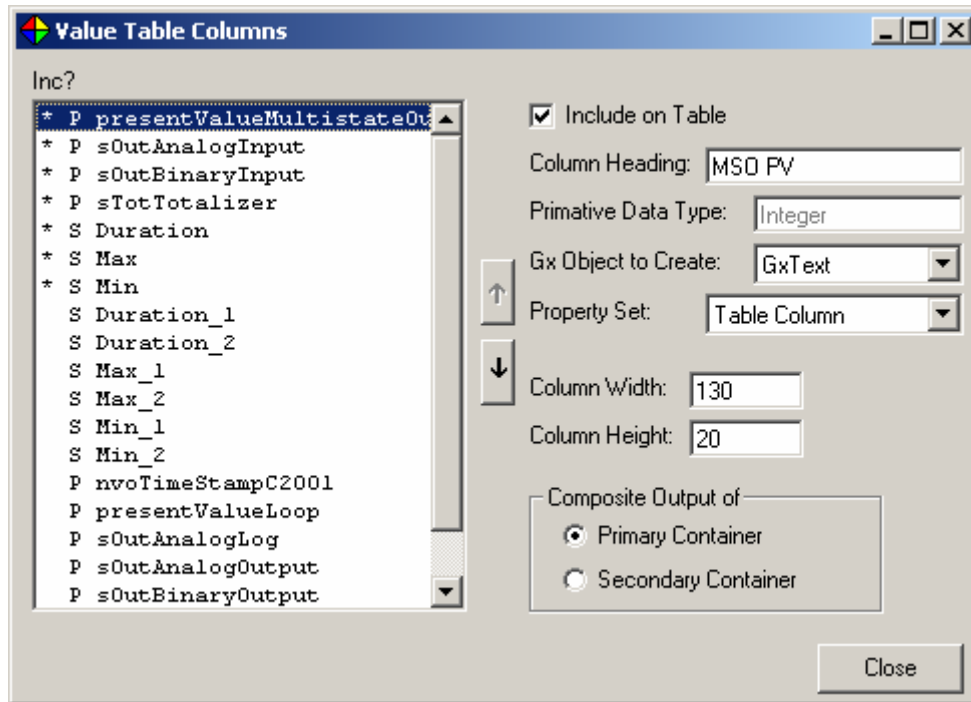 Value Table Columns
Inc?
* P presentValueMultistateOu
* P sOutAnalogInput
* P sOutBinaryInput
* P sTotTotalizer
* S Duration
* S Max
* S Min
S Duration_1
S Duration_2
S Max_1
S Max_2
S Min_1
S Min_2
P nvoTimeStampC2001
P presentValueLoop
P sOutAnalogLog
P sOutAnalogOutput
P sOutBinaryOutput
Include on Table
Column Heading: MSO PV
Primative Data Type: Integer
Gx Object to Create: GxText
Property Set: Table Column
Column Width: 130
Column Height: 20
Composite Output of
Primary Container
Secondary Container
Close